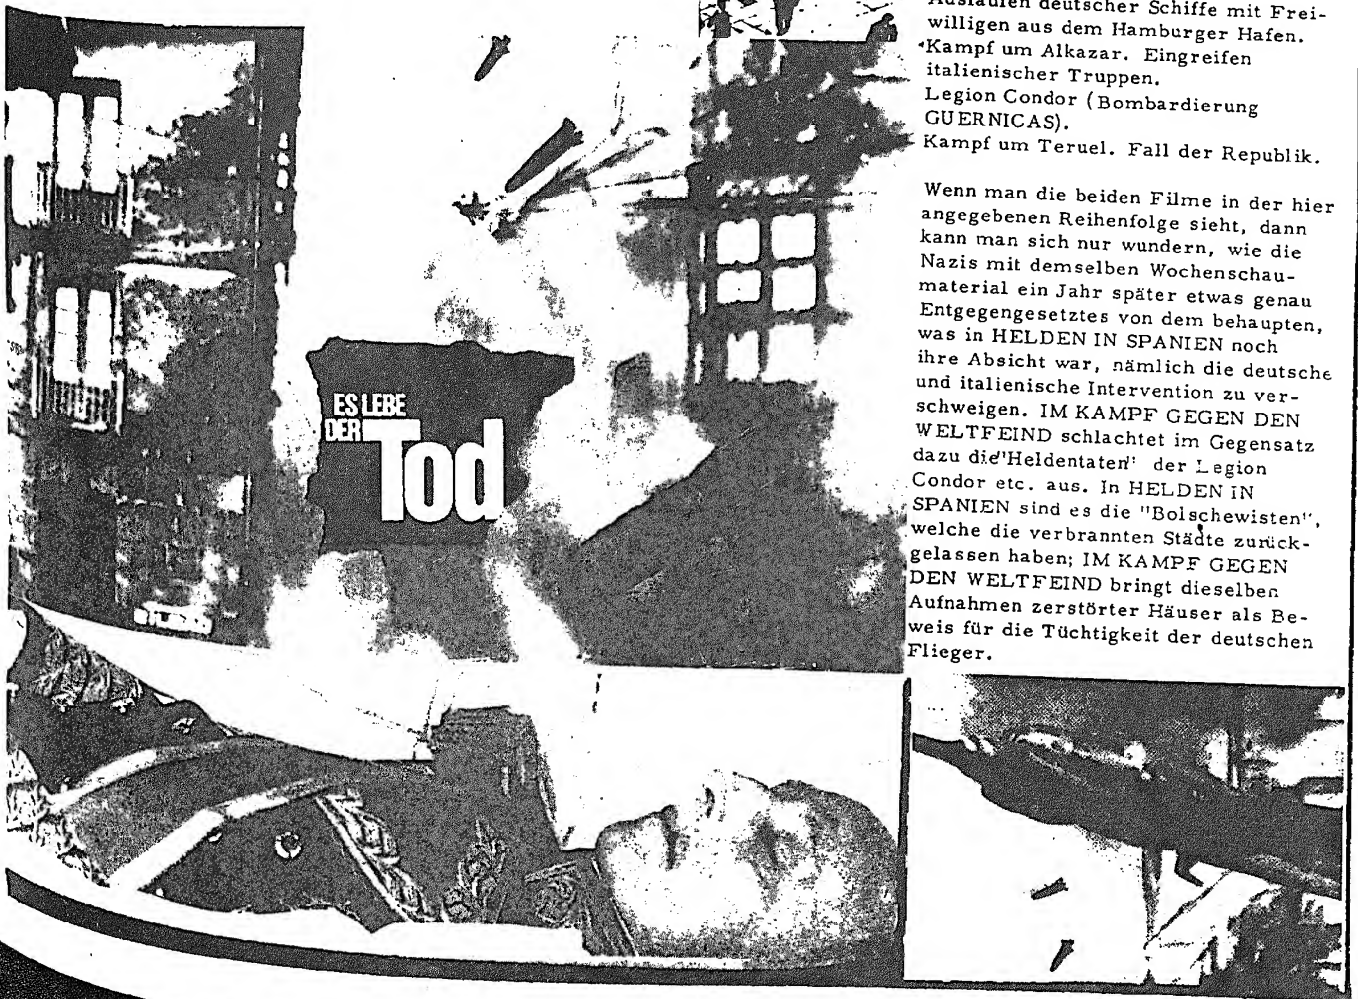 Auslaufen deutscher Schiffe mit Frei-
willigen aus dem Hamburger Hafen.
Kampf um Alkazar. Eingreifen
italienischer Truppen.
Legion Condor (Bombardierung
GUERNICAS).
Kampf um Teruel. Fall der Republik.
Wenn man die beiden Filme in der hier
angegebenen Reihenfolge sieht, dann
kann man sich nur wundern, wie die
Nazis mit demselben Wochenschau-
material ein Jahr später etwas genau
Entgegengesetztes von dem behaupten,
was in HELDEN IN SPANIEN noch
ihre Absicht war, nämlich die deutsche
und italienische Intervention zu ver-
schweigen. IM KAMPF GEGEN DEN
WELTFEIND schlachtet im Gegensatz
dazu die "Heldentaten" der Legion
Condor etc. aus. In HELDEN IN
SPANIEN sind es die "Bolschewisten",
welche die verbrannten Städte zurück-
gelassen haben; IM KAMPF GEGEN
DEN WELTFEIND bringt dieselben
Aufnahmen zerstörter Häuser als Be-
weis für die Tüchtigkeit der deutschen
Flieger.
ES LEBE
DER Tod